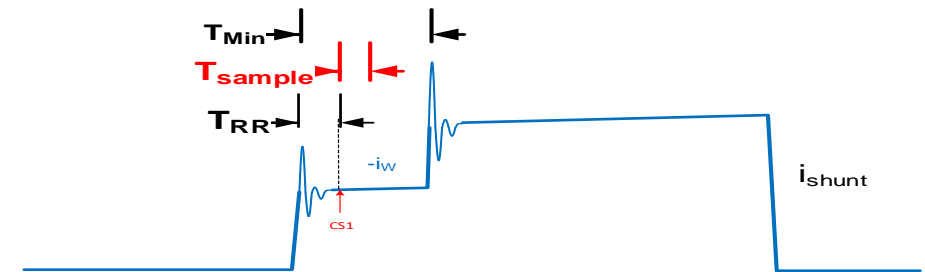 TMin
Tsample
TRR
-iW
ishunt
CS1